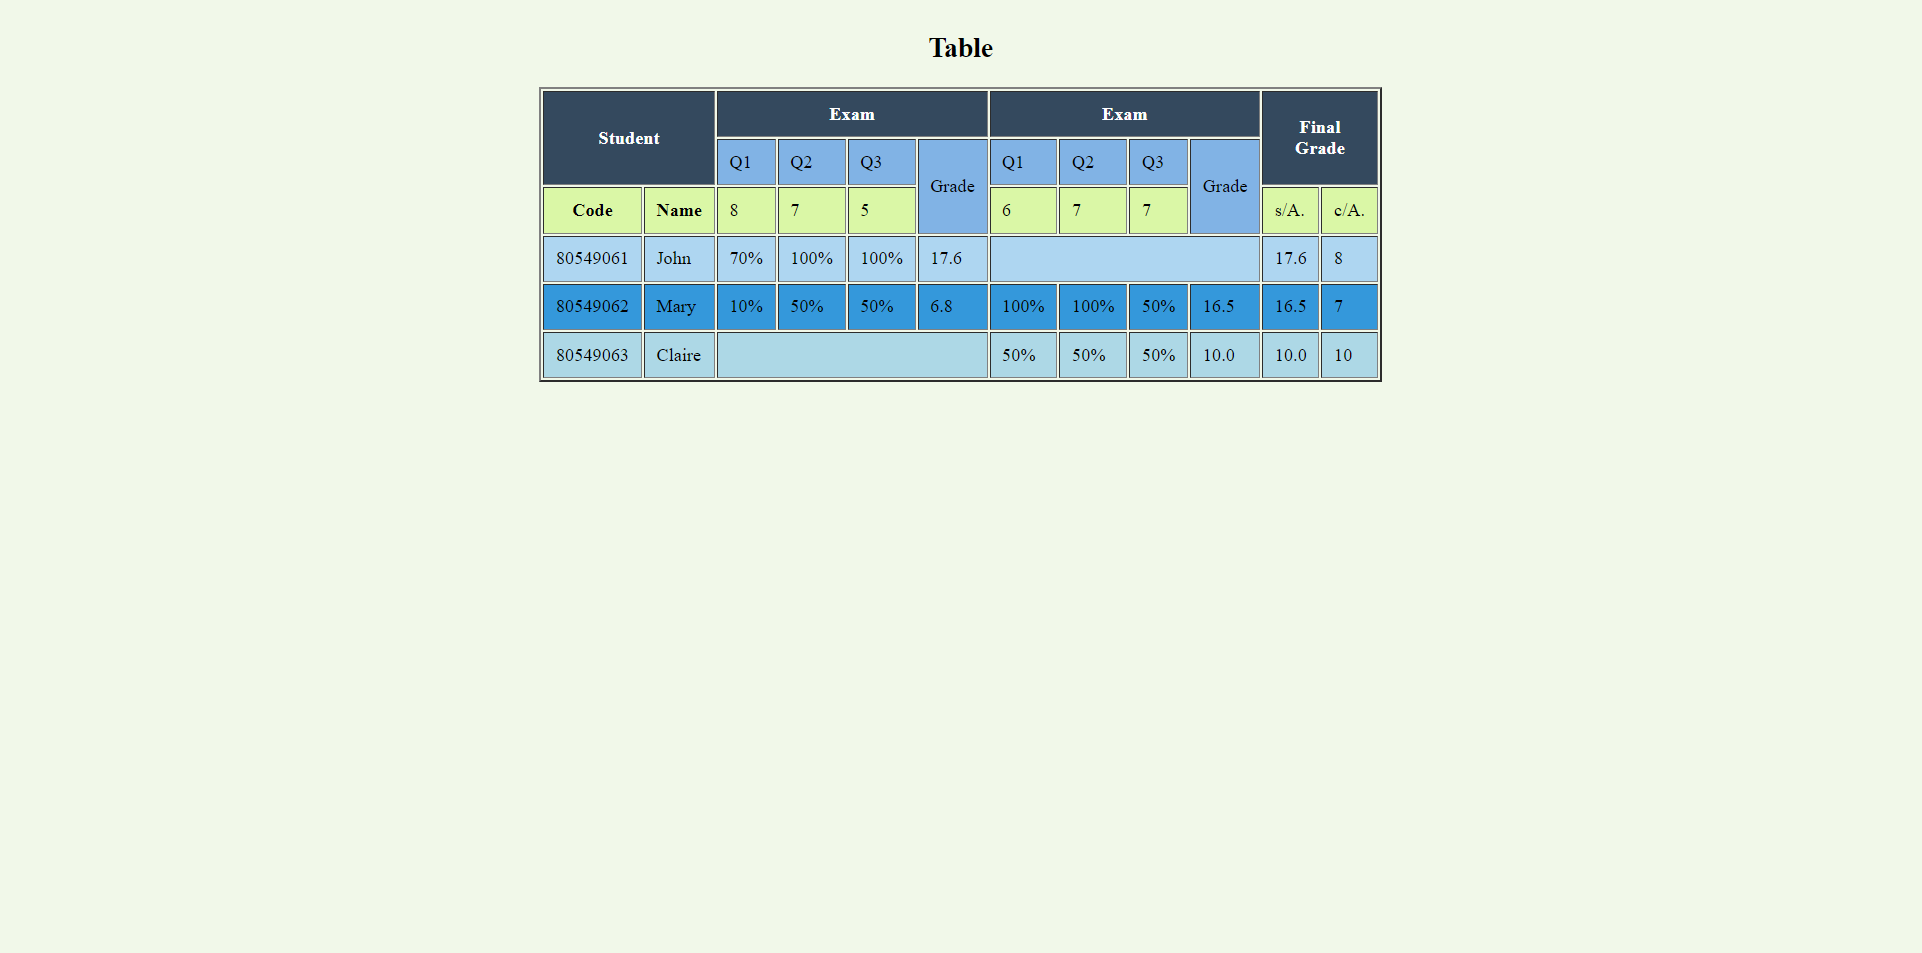 Table
Student Exam Exam Final Grade
Q1 Q2 Q3 Grade Q1 Q2 Q3 Grade
Code Name 8 7 5 6 7 7 s/A. c/A.
80549061 John 70% 100% 100% 17.6 17.6 8
80549062 Mary 10% 50% 50% 6.8 100% 100% 50% 16.5 16.5 7
80549063 Claire 50% 50% 50% 10.0 10.0 10